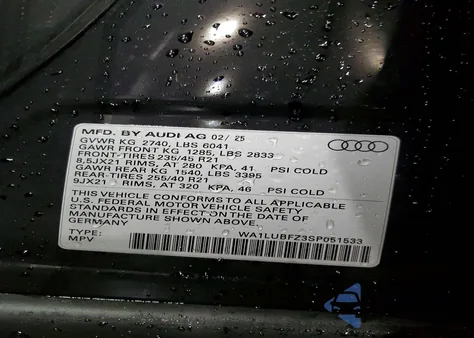 MFD. BY AUDI AG 02/ 25
GVWR KG 2740, LBS 6041
GAWR FRONT KG 1285, LBS 2833
FRONT-TIRES 235/45 R21
8,5JX21 RIMS, AT 280 KPA, 41 PSI COLD
GAWR REAR KG 1540, LBS 3395
REAR-TIRES 255/40 R21
9JX21 RIMS, AT 320 KPA, 46 PSI COLD
THIS VEHICLE CONFORMS TO ALL APPLICABLE
U.S. FEDERAL MOTOR VEHICLE SAFETY
STANDARDS IN EFFECT ON THE DATE OF
MANUFACTURE SHOWN ABOVE.
GERMANY
TYPE: WA1LUBFZ3SP051533
MPV